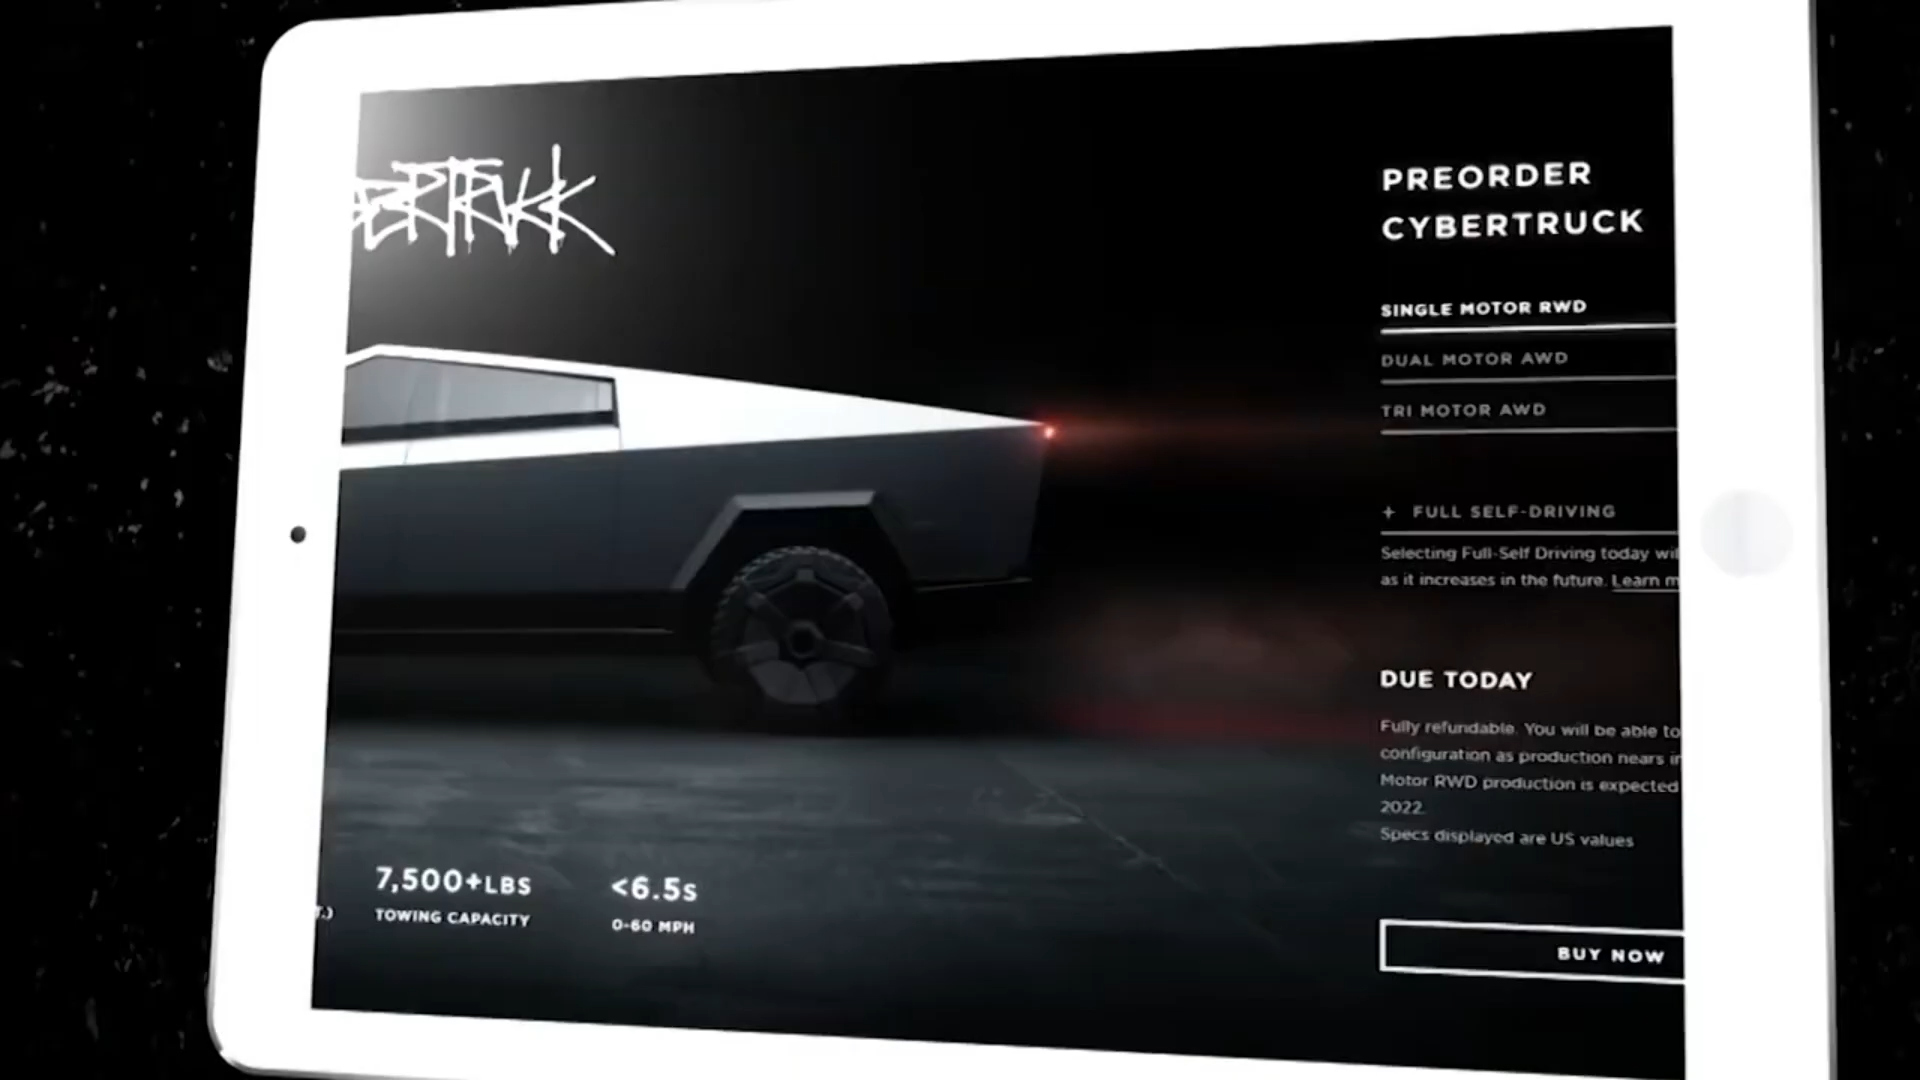 PREORDER
CYBERTRUCK
SINGLE MOTOR RWD
DUAL MOTOR AWD
TRI MOTOR AWD
+ FULL SELF-DRIVING
Selecting Full-Self Driving today
as it increases in the future. Learn
DUE TODAY
Fully refundable. You will be able to
configuration as production nears
Motor RWD production is expected
2022.
Specs displayed are US values
7,500+LBS
<6.5s
TOWING CAPACITY
0-60 MPH
BUY NOW